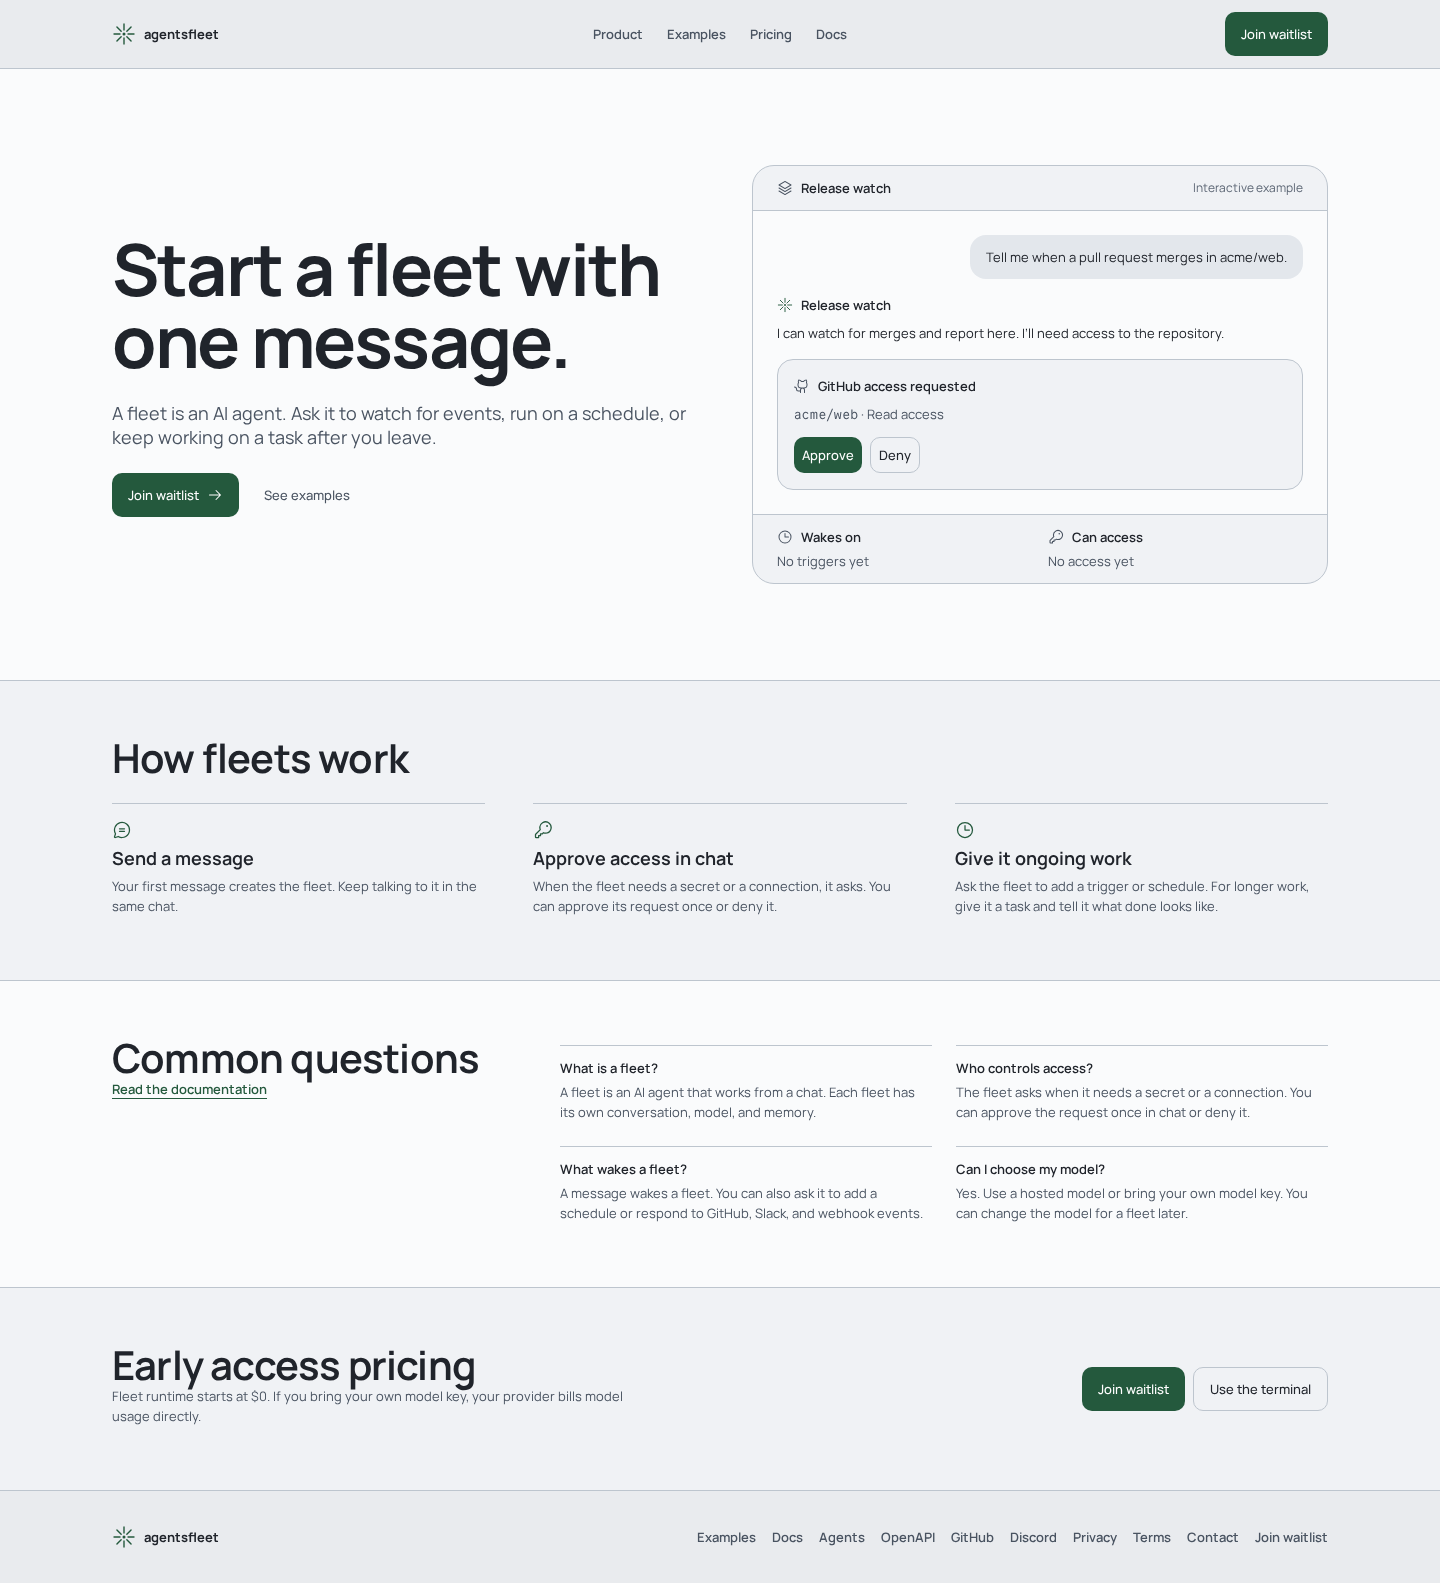 agentsfleet
Product Examples Pricing Docs
Join waitlist
Start a fleet with
one message.
A fleet is an AI agent. Ask it to watch for events, run on a schedule, or
keep working on a task after you leave.
Join waitlist →
See examples
Release watch
Interactive example
Tell me when a pull request merges in acme/web.
Release watch
I can watch for merges and report here. I'll need access to the repository.
GitHub access requested
acme/web · Read access
Approve
Deny
Wakes on
No triggers yet
Can access
No access yet
How fleets work
Send a message
Your first message creates the fleet. Keep talking to it in the
same chat.
Approve access in chat
When the fleet needs a secret or a connection, it asks. You
can approve its request once or deny it.
Give it ongoing work
Ask the fleet to add a trigger or schedule. For longer work,
give it a task and tell it what done looks like.
Common questions
Read the documentation
What is a fleet?
A fleet is an AI agent that works from a chat. Each fleet has
its own conversation, model, and memory.
Who controls access?
The fleet asks when it needs a secret or a connection. You
can approve the request once in chat or deny it.
What wakes a fleet?
A message wakes a fleet. You can also ask it to add a
schedule or respond to GitHub, Slack, and webhook events.
Can I choose my model?
Yes. Use a hosted model or bring your own model key. You
can change the model for a fleet later.
Early access pricing
Fleet runtime starts at $0. If you bring your own model key, your provider bills model
usage directly.
Join waitlist
Use the terminal
agentsfleet
Examples Docs Agents OpenAPI GitHub Discord Privacy Terms Contact Join waitlist